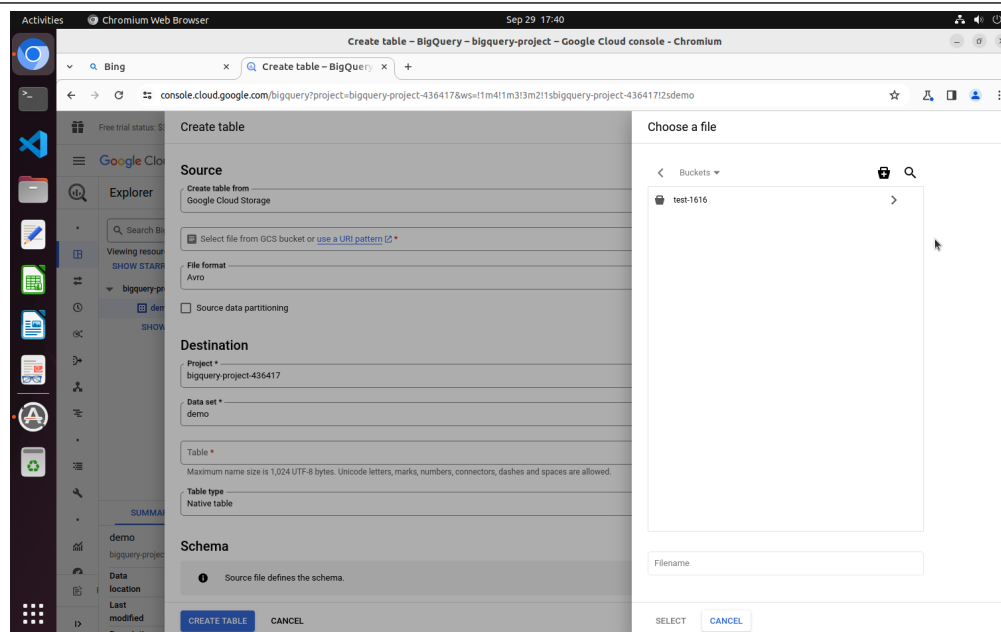 Activities
Chromium Web Browser
Sep 29 17:40
Create table – BigQuery – bigquery-project – Google Cloud console - Chromium
Bing
Create table – BigQuery
console.cloud.google.com/bigquery?project=bigquery-project-436417&ws=!1m4!1m3!3m2!1sbigquery-project-436417!2sdemo
Free trial status: $
Google Clo
Explorer
Search Bi
Viewing resour
SHOW STARR
bigquery-pr
dem
SHOW
SUMMA
demo
bigquery-projec
Data
location
Last
modified
Create table
Source
Create table from
Google Cloud Storage
Select file from GCS bucket or use a URI pattern *
File format
Avro
Source data partitioning
Destination
Project *
bigquery-project-436417
Data set *
demo
Table *
Maximum name size is 1,024 UTF-8 bytes. Unicode letters, marks, numbers, connectors, dashes and spaces are allowed.
Table type
Native table
Schema
Source file defines the schema.
CREATE TABLE
CANCEL
Choose a file
Buckets
test-1616
Filename
SELECT
CANCEL